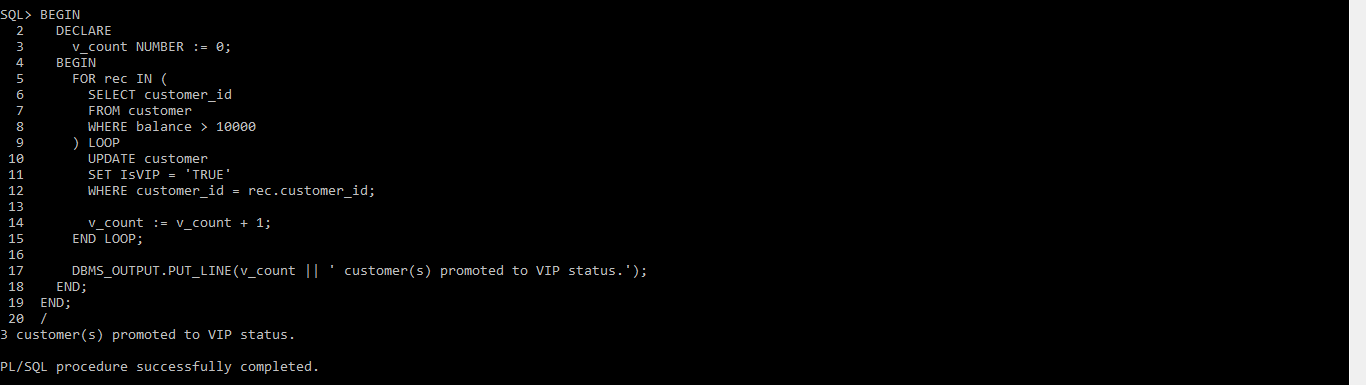 SQL> BEGIN
  2    DECLARE
  3      v_count NUMBER := 0;
  4    BEGIN
  5      FOR rec IN (
  6        SELECT customer_id
  7        FROM customer
  8        WHERE balance > 10000
  9      ) LOOP
 10        UPDATE customer
 11        SET IsVIP = 'TRUE'
 12        WHERE customer_id = rec.customer_id;
 13
 14        v_count := v_count + 1;
 15      END LOOP;
 16
 17      DBMS_OUTPUT.PUT_LINE(v_count || ' customer(s) promoted to VIP status.');
 18    END;
 19  END;
 20  /
3 customer(s) promoted to VIP status.

PL/SQL procedure successfully completed.